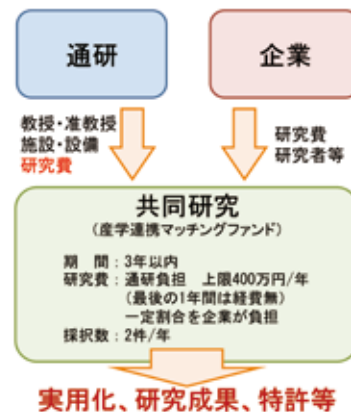 通研
企業
教授・准教授
施設・設備
研究費
研究費
研究者等
共同研究
(産学連携マッチングファンド)
期　間：3年以内
研究費：通研負担　上限400万円/年
(最後の1年間は経費無)
一定割合を企業が負担
採択数：2件/年
実用化、研究成果、特許等